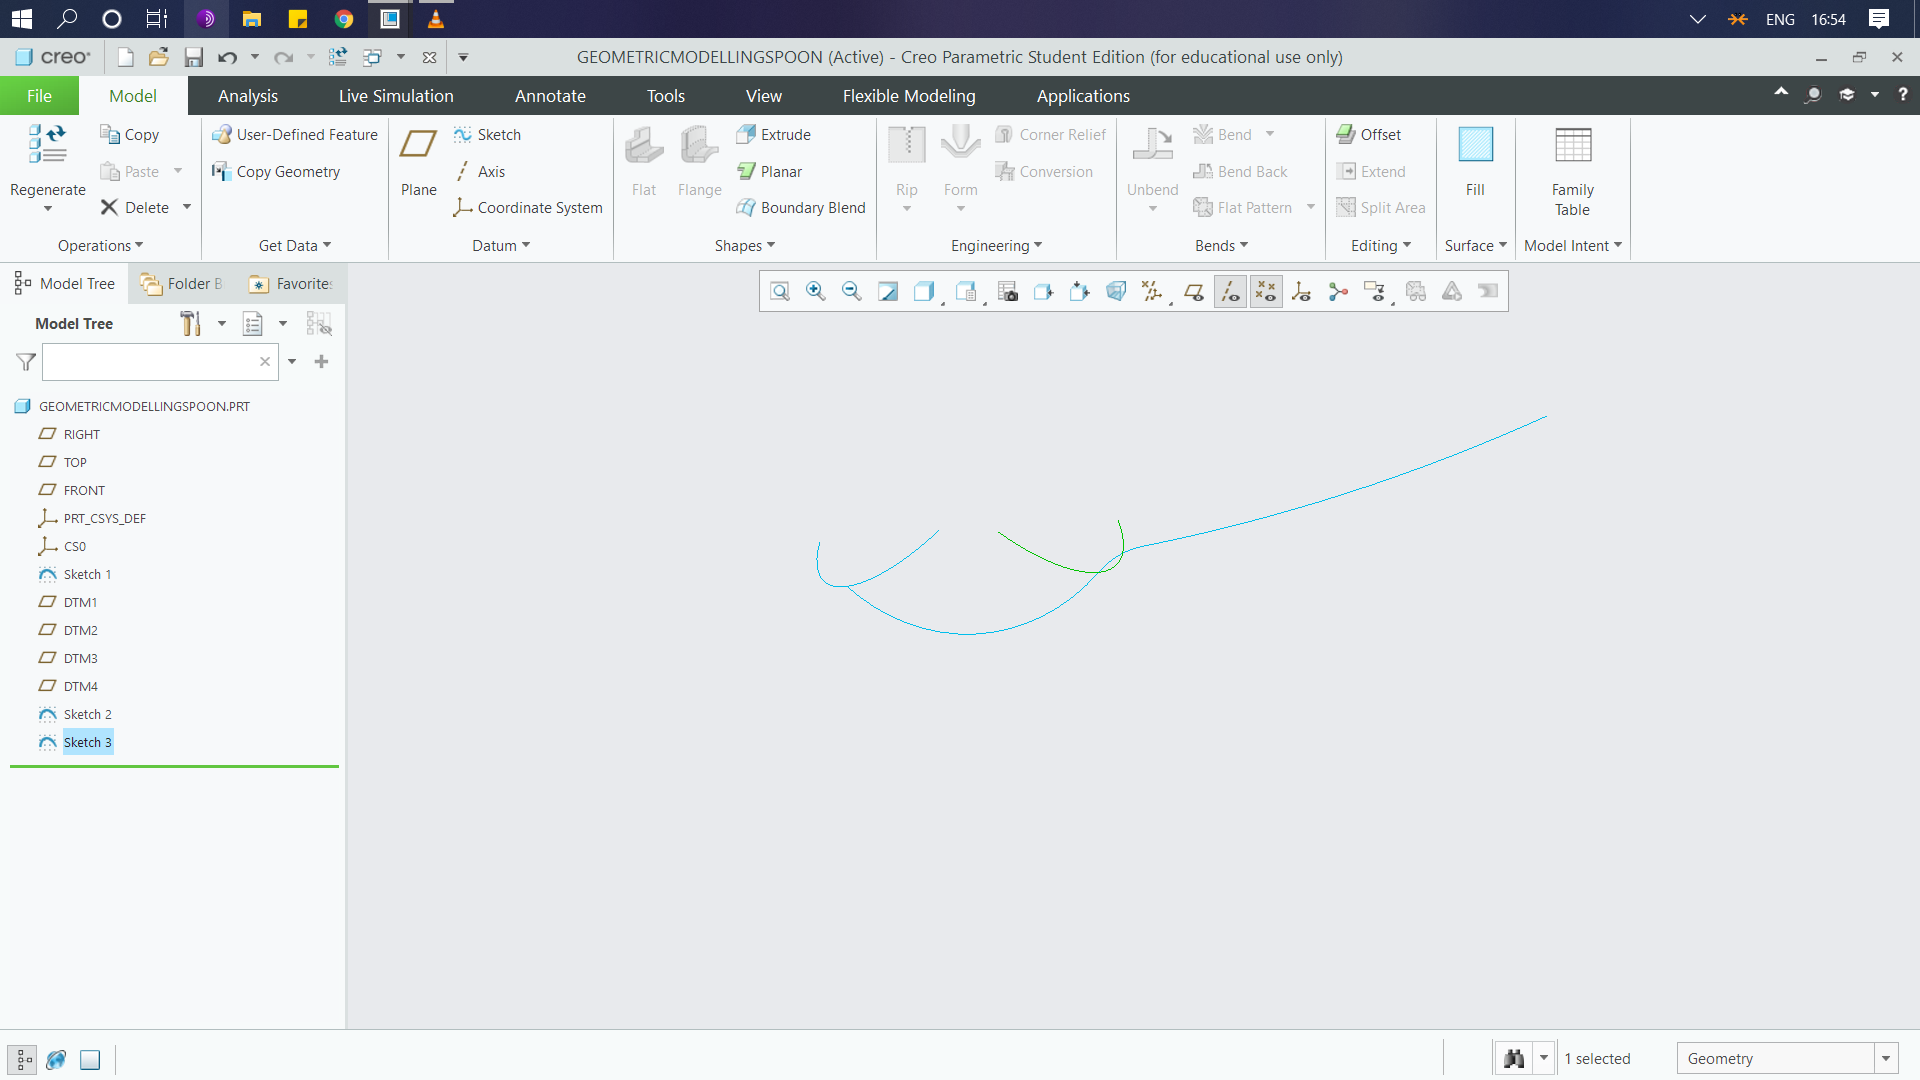 ENG 16:54
creo
GEOMETRICMODELLINGSPOON (Active) - Creo Parametric Student Edition (for educational use only)
File Model Analysis Live Simulation Annotate Tools View Flexible Modeling Applications
Regenerate
Copy
Paste
Delete
Operations
User-Defined Feature
Copy Geometry
Get Data
Plane
Sketch
Axis
Coordinate System
Datum
Flat
Flange
Extrude
Planar
Boundary Blend
Shapes
Rip
Form
Corner Relief
Conversion
Engineering
Unbend
Bend
Bend Back
Flat Pattern
Bends
Offset
Extend
Split Area
Editing
Fill
Surface
Family
Table
Model Intent
Model Tree Folder B Favorites
Model Tree
GEOMETRICMODELLINGSPOON.PRT
RIGHT
TOP
FRONT
PRT_CSYS_DEF
CS0
Sketch 1
DTM1
DTM2
DTM3
DTM4
Sketch 2
Sketch 3
1 selected
Geometry